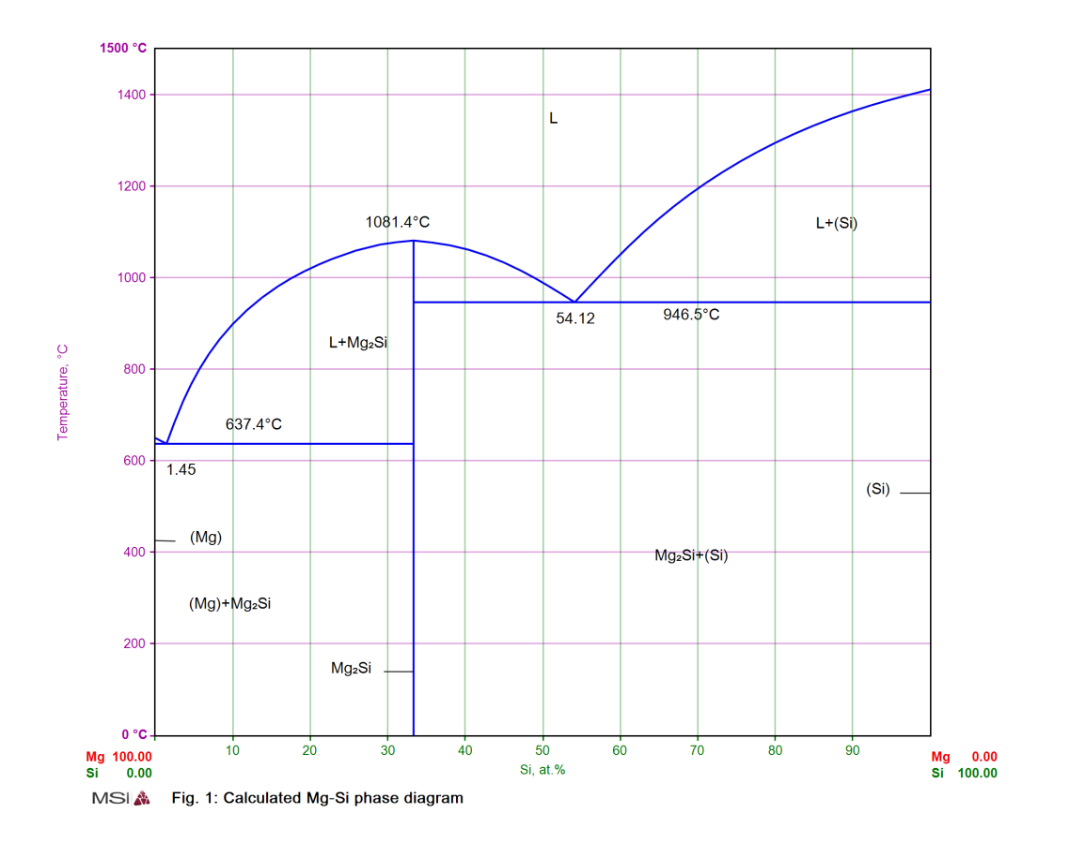 1500 °C
1400
L
1200
1081.4°C
L+(Si)
1000
54.12
946.5°C
L+Mg₂Si
800
Temperature, °C
637.4°C
600
1.45
(Si)
(Mg)
400
Mg₂Si+(Si)
(Mg)+Mg₂Si
200
Mg₂Si
0 °C
10 20 30 40 50 60 70 80 90
Mg 100.00
Si 0.00
Si, at.%
Mg 0.00
Si 100.00
MSI Fig. 1: Calculated Mg-Si phase diagram